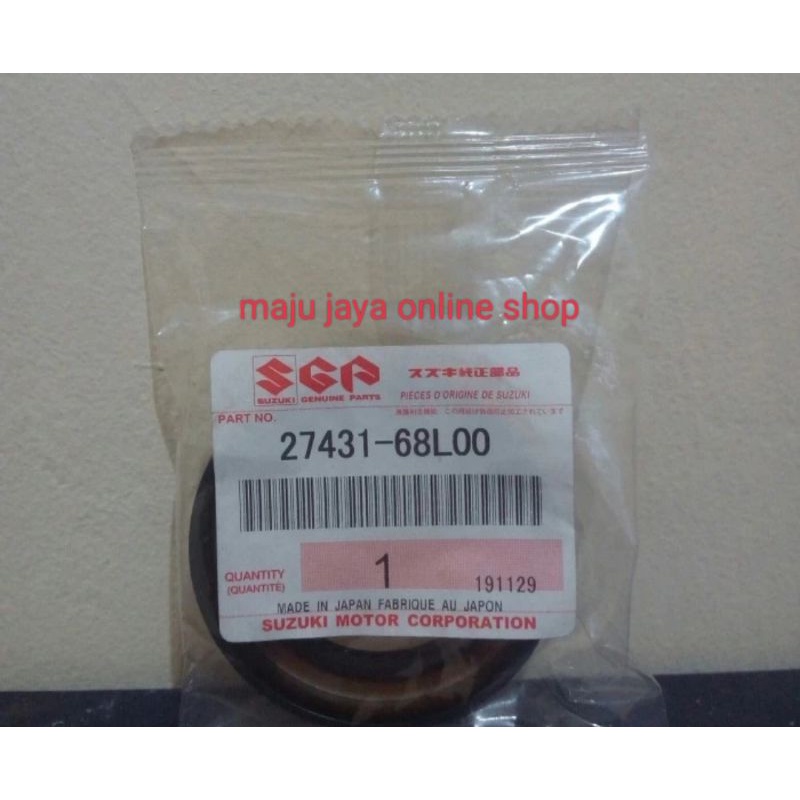 maju jaya online shop
SGP
SUZUKI GENUINE PARTS
スズキ純正部品
PIÈCES D'ORIGINE DE SUZUKI
PART NO.
27431-68L00
QUANTITY
(QUANTITÉ)
1
191129
MADE IN JAPAN FABRIQUE AU JAPON
SUZUKI MOTOR CORPORATION